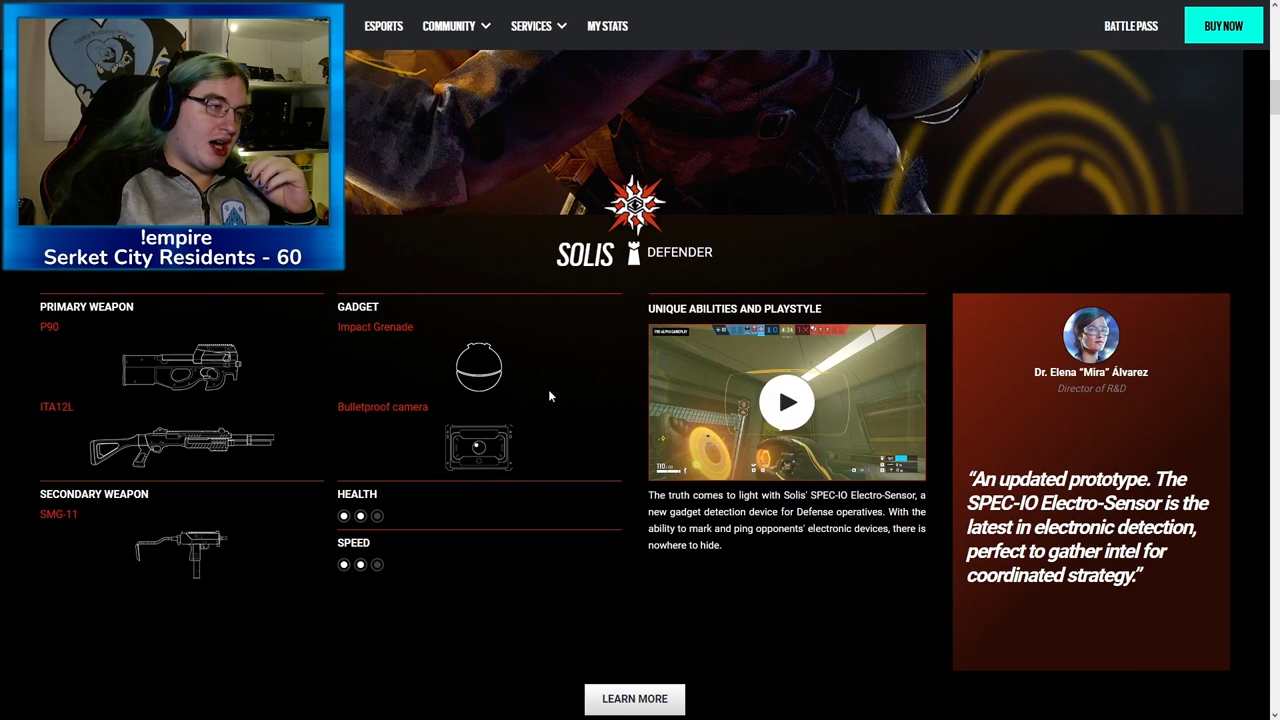 ESPORTS COMMUNITY SERVICES MY STATS BATTLE PASS BUY NOW
!empire
Serket City Residents - 60
SOLIS DEFENDER
PRIMARY WEAPON
P90
ITA12L
SECONDARY WEAPON
SMG-11
GADGET
Impact Grenade
Bulletproof camera
HEALTH
SPEED
UNIQUE ABILITIES AND PLAYSTYLE
The truth comes to light with Solis' SPEC-IO Electro-Sensor, a
new gadget detection device for Defense operatives. With the
ability to mark and ping opponents' electronic devices, there is
nowhere to hide.
Dr. Elena “Mira” Álvarez
Director of R&D
“An updated prototype. The
SPEC-IO Electro-Sensor is the
latest in electronic detection,
perfect to gather intel for
coordinated strategy.”
LEARN MORE